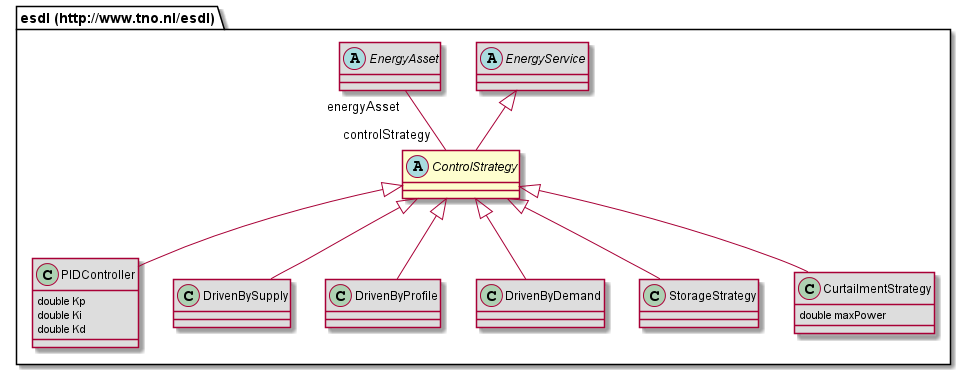 esdl (http://www.tno.nl/esdl)
A EnergyAsset
A EnergyService
energyAsset
controlStrategy
A ControlStrategy
C PIDController
double Kp
double Ki
double Kd
C DrivenBySupply
C DrivenByProfile
C DrivenByDemand
C StorageStrategy
C CurtailmentStrategy
double maxPower